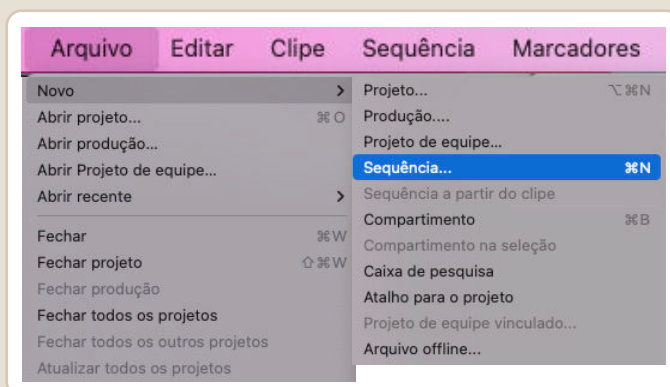 Arquivo Editar Clipe Sequência Marcadores
Novo >
Abrir projeto... ⌘O
Abrir produção...
Abrir Projeto de equipe...
Abrir recente >
Fechar ⌘W
Fechar projeto ⇧⌘W
Fechar produção
Fechar todos os projetos
Fechar todos os outros projetos
Atualizar todos os projetos
Projeto... ⌥⌘N
Produção....
Projeto de equipe...
Sequência... ⌘N
Sequência a partir do clipe
Compartimento ⌘B
Compartimento na seleção
Caixa de pesquisa
Atalho para o projeto
Projeto de equipe vinculado...
Arquivo offline...